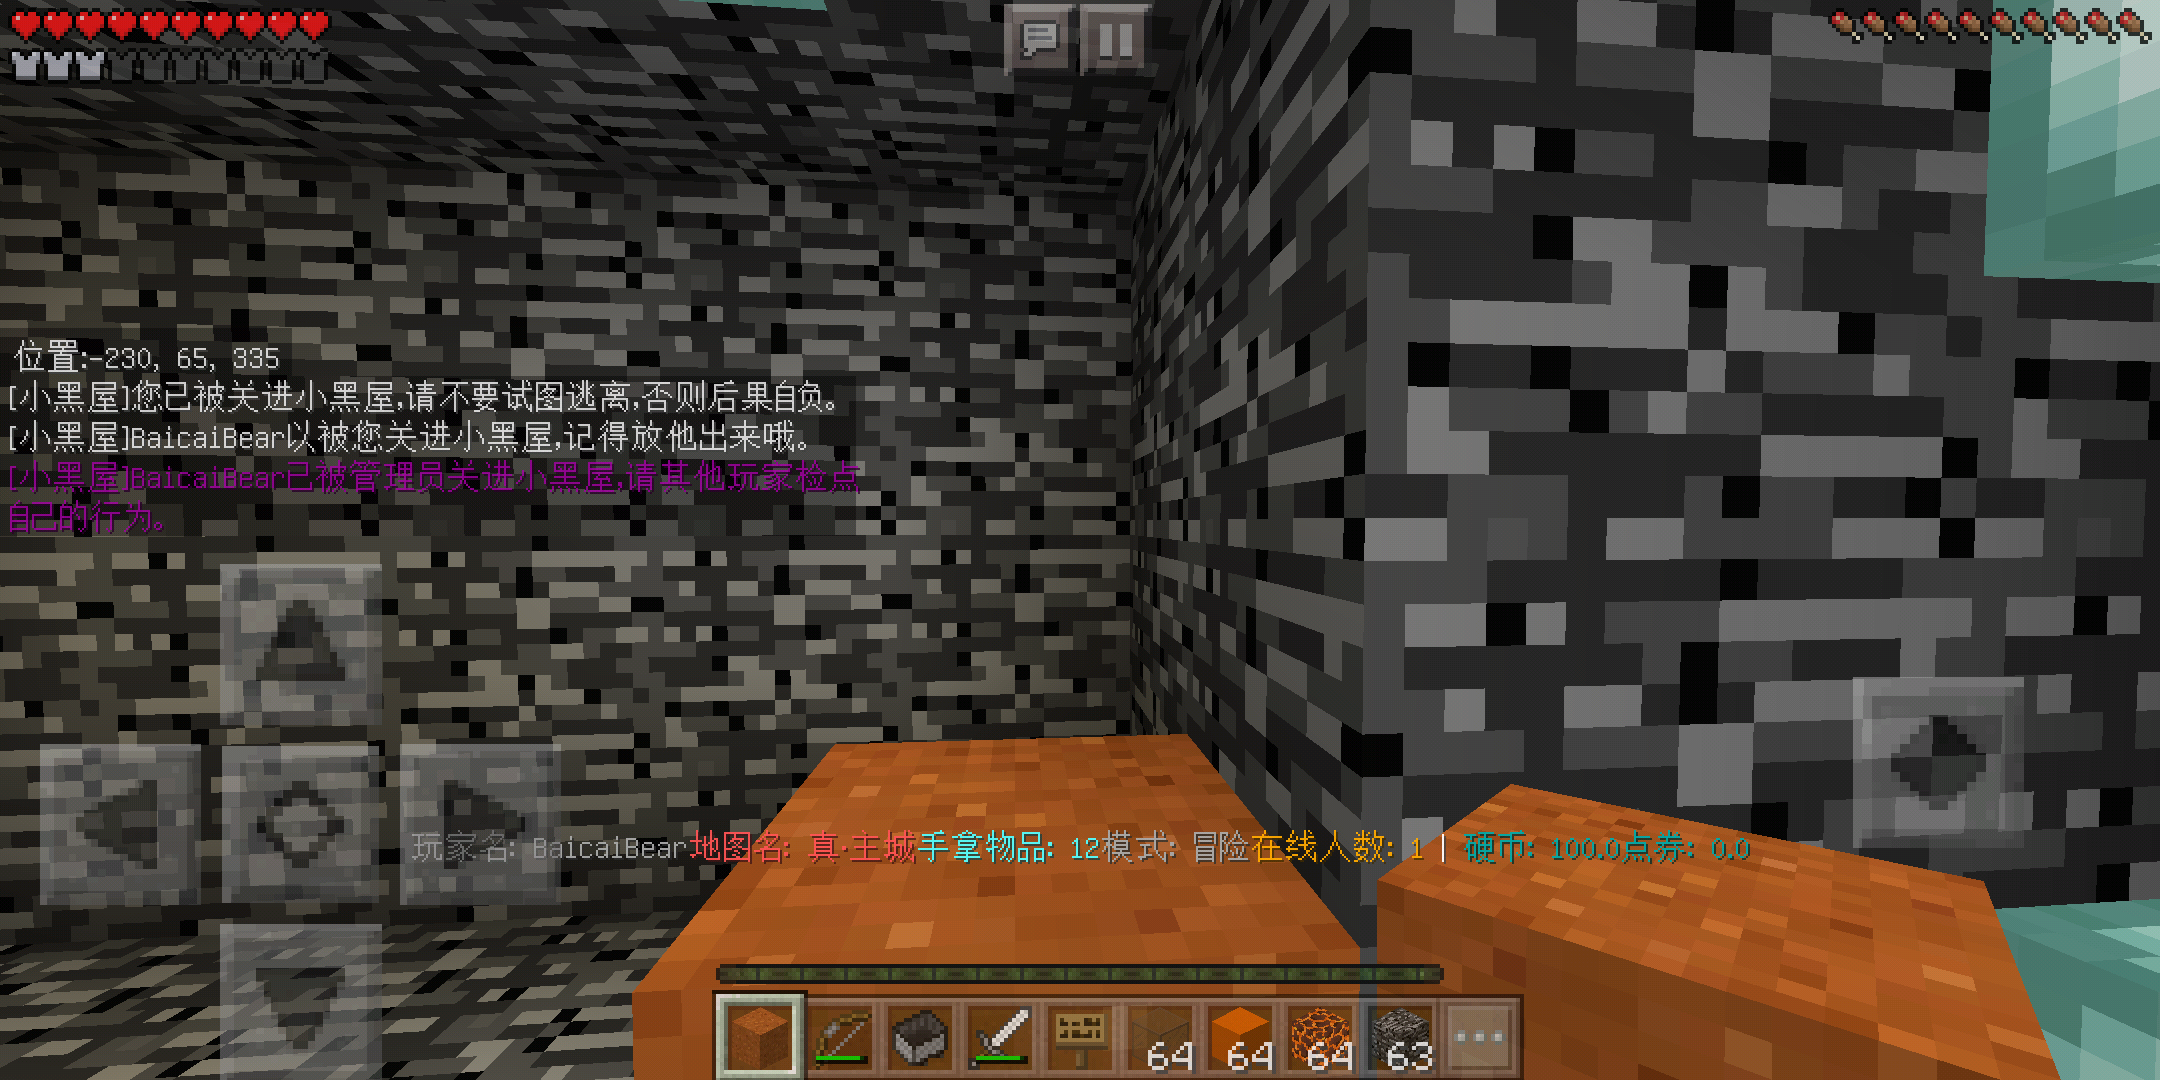 位置:-230, 65, 335
[小黑屋]您已被关进小黑屋,请不要试图逃离,否则后果自负。
[小黑屋]BaicaiBear以被您关进小黑屋,记得放他出来哦。
[小黑屋]BaicaiBear已被管理员关进小黑屋,请其他玩家检点
自己的行为。
玩家名: BaicaiBear地图名: 真·主城手拿物品: 12模式: 冒险在线人数: 1 | 硬币: 100.0点券: 0.0
64 64 64 63